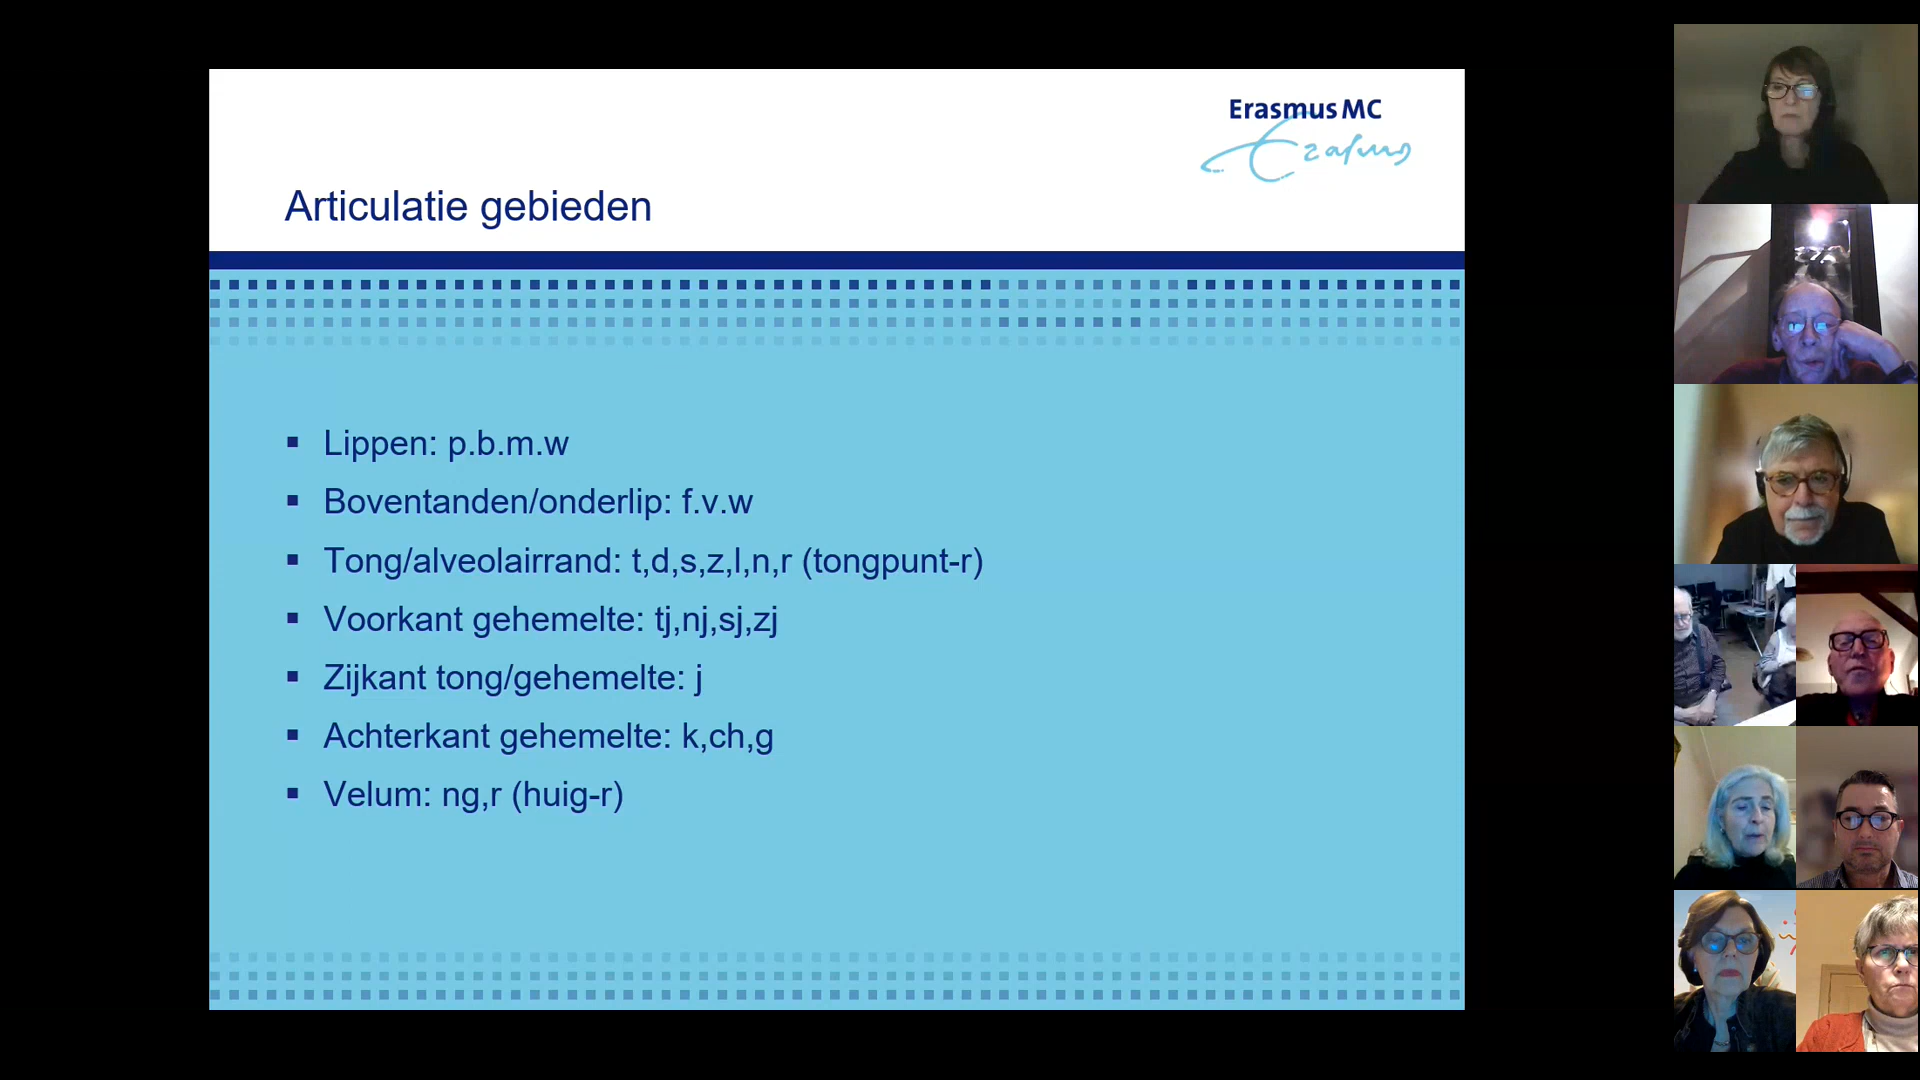 Erasmus MC
Erasmus
Articulatie gebieden
▪ Lippen: p.b.m.w
▪ Boventanden/onderlip: f.v.w
▪ Tong/alveolairrand: t,d,s,z,l,n,r (tongpunt-r)
▪ Voorkant gehemelte: tj,nj,sj,zj
▪ Zijkant tong/gehemelte: j
▪ Achterkant gehemelte: k,ch,g
▪ Velum: ng,r (huig-r)